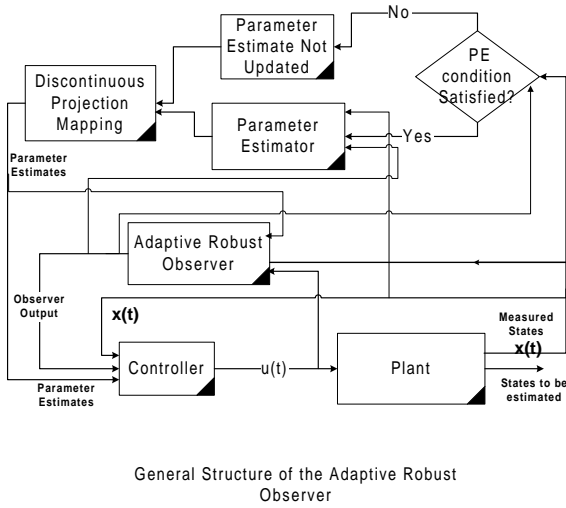 No
Parameter
Estimate Not
Updated
PE
condition
Satisfied?
Discontinuous
Projection
Mapping
Parameter
Estimator
Yes
Parameter
Estimates
Adaptive Robust
Observer
Observer
Output
x(t)
Measured
States
x(t)
Controller
u(t)
Plant
States to be
estimated
Parameter
Estimates
General Structure of the Adaptive Robust
Observer